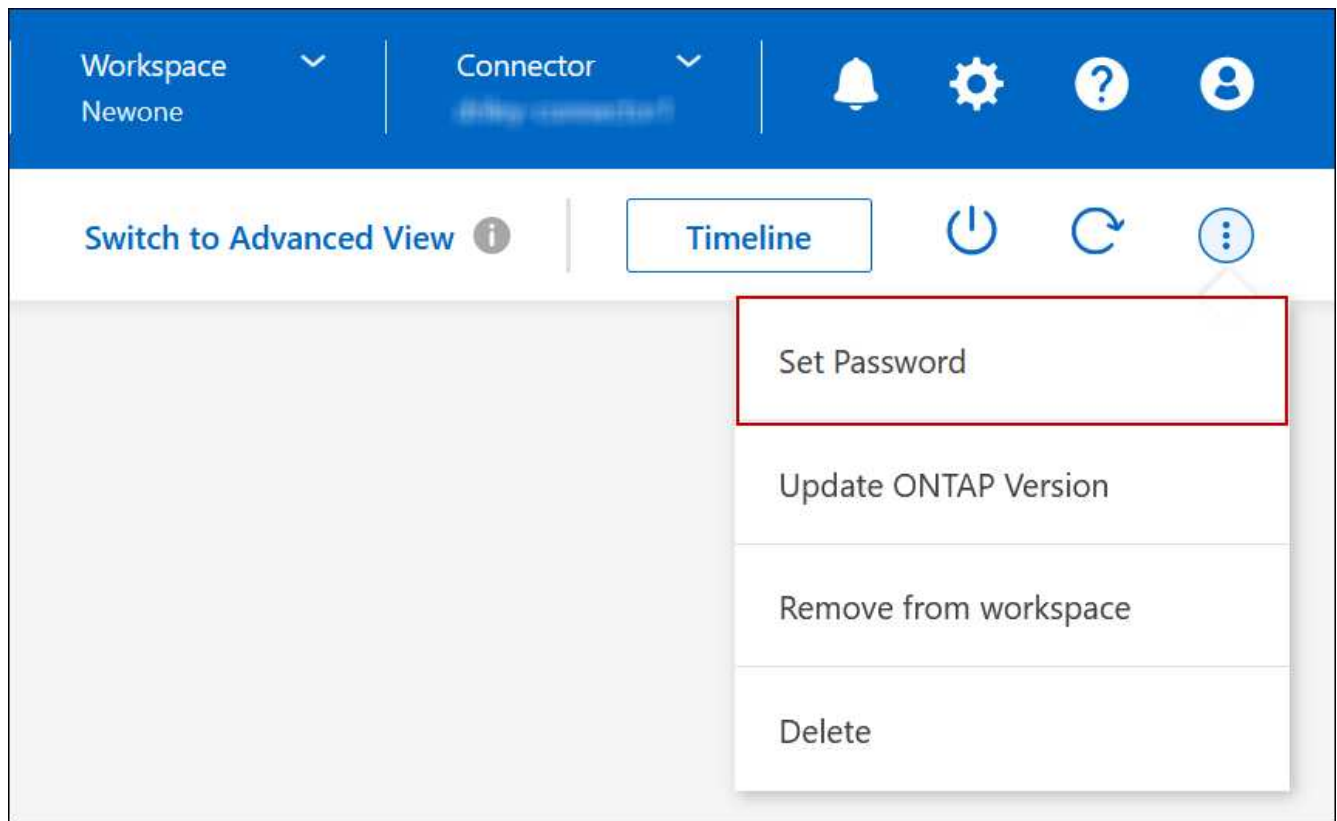 Workspace
Newone
Connector
Switch to Advanced View
Timeline
Set Password
Update ONTAP Version
Remove from workspace
Delete